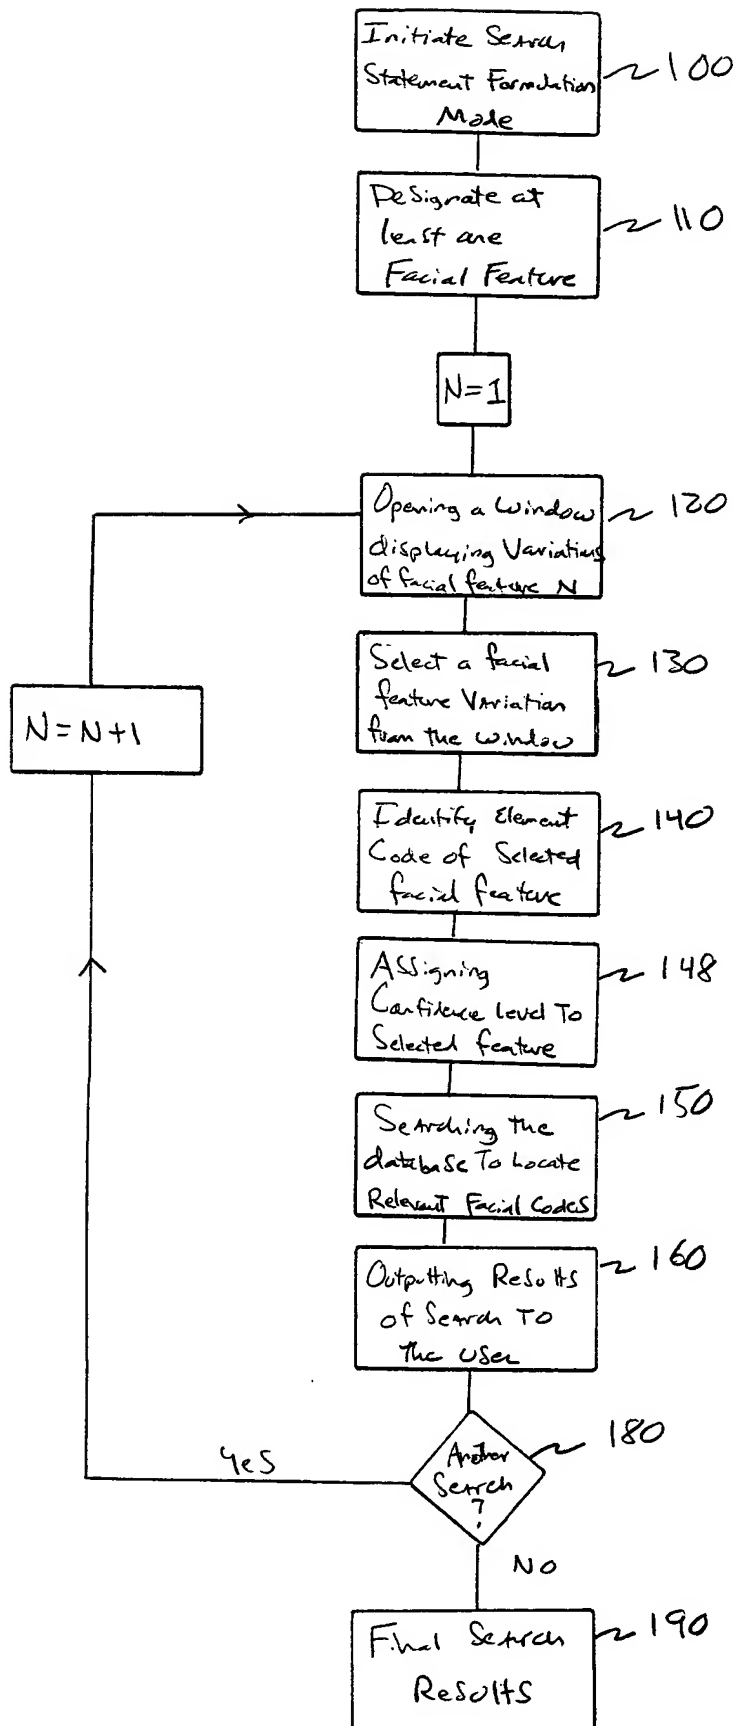 Initiate Search
Statement Formulation
Mode
100
Designate at
least one
Facial Feature
110
N=1
Opening a Window
displaying Variations
of facial feature N
120
Select a facial
feature Variation
from the window
130
N=N+1
Identify Element
Code of Selected
facial feature
140
Assigning
Confidence level To
Selected feature
148
Searching the
database To Locate
Relevant Facial Codes
150
Outputting Results
of Search To
the User
160
Another
Search
?
180
Yes
No
Final Search
Results
190